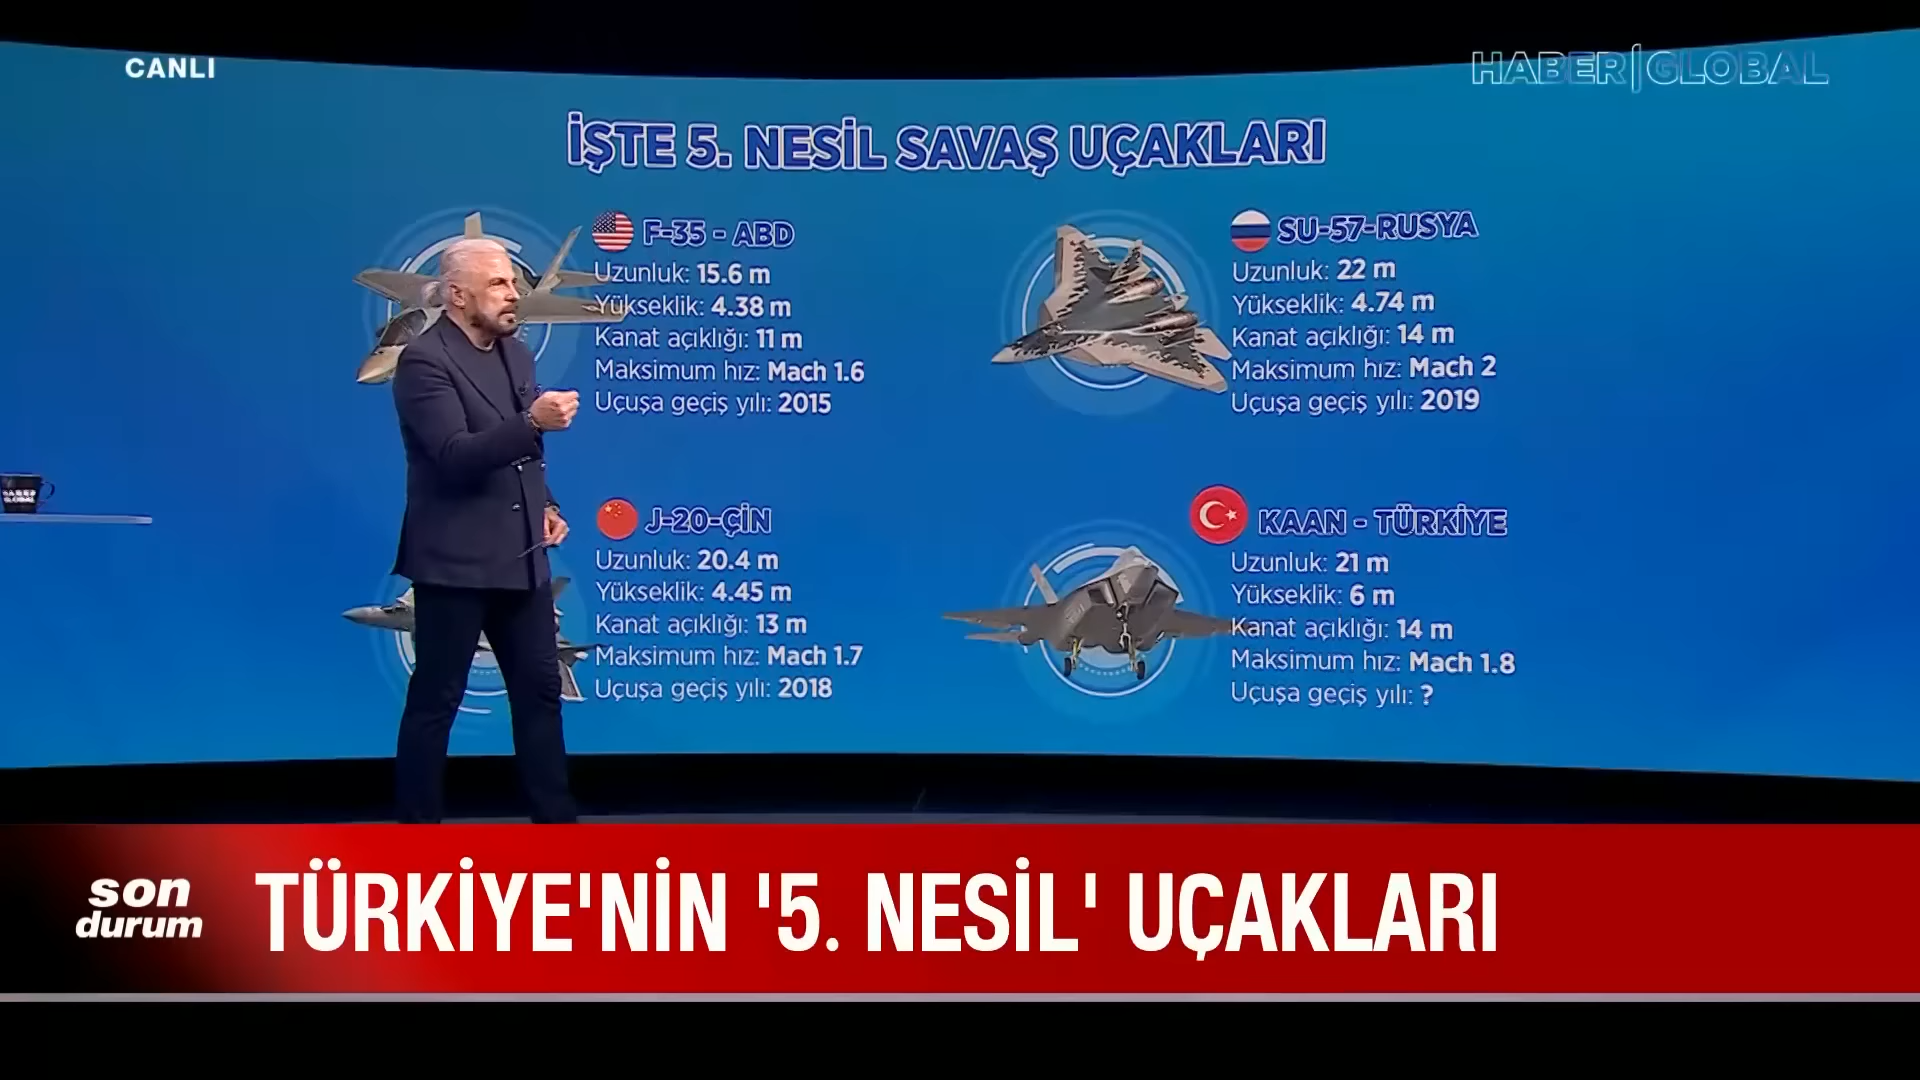 CANLI
HABER|GLOBAL
İŞTE 5. NESİL SAVAŞ UÇAKLARI
F-35 - ABD
Uzunluk: 15.6 m
Yükseklik: 4.38 m
Kanat açıklığı: 11 m
Maksimum hız: Mach 1.6
Uçuşa geçiş yılı: 2015
SU-57-RUSYA
Uzunluk: 22 m
Yükseklik: 4.74 m
Kanat açıklığı: 14 m
Maksimum hız: Mach 2
Uçuşa geçiş yılı: 2019
J-20-ÇİN
Uzunluk: 20.4 m
Yükseklik: 4.45 m
Kanat açıklığı: 13 m
Maksimum hız: Mach 1.7
Uçuşa geçiş yılı: 2018
KAAN - TÜRKİYE
Uzunluk: 21 m
Yükseklik: 6 m
Kanat açıklığı: 14 m
Maksimum hız: Mach 1.8
Uçuşa geçiş yılı: ?
HABER
GLOBAL
son
durum
TÜRKİYE'NİN '5. NESİL' UÇAKLARI